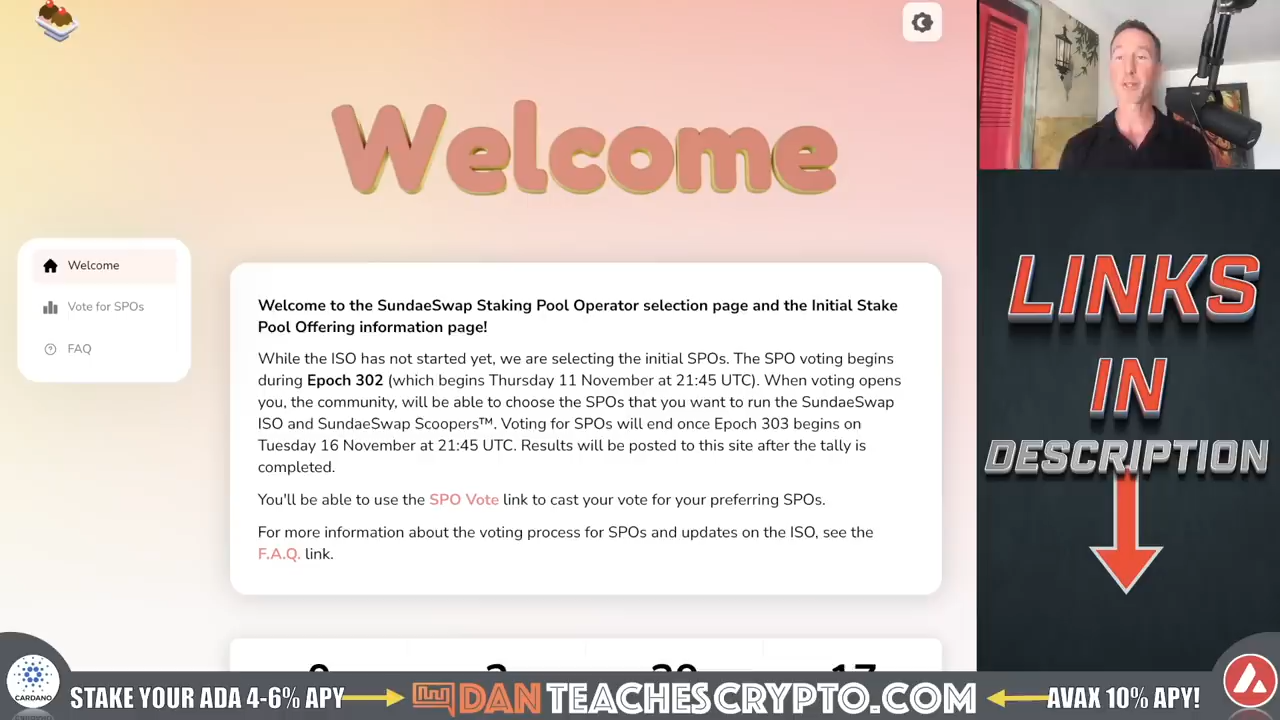 Welcome
Welcome
Vote for SPOs
FAQ
Welcome to the SundaeSwap Staking Pool Operator selection page and the Initial Stake
Pool Offering information page!
While the ISO has not started yet, we are selecting the initial SPOs. The SPO voting begins
during Epoch 302 (which begins Thursday 11 November at 21:45 UTC). When voting opens
you, the community, will be able to choose the SPOs that you want to run the SundaeSwap
ISO and SundaeSwap Scoopers™. Voting for SPOs will end once Epoch 303 begins on
Tuesday 16 November at 21:45 UTC. Results will be posted to this site after the tally is
completed.
You'll be able to use the SPO Vote link to cast your vote for your preferring SPOs.
For more information about the voting process for SPOs and updates on the ISO, see the
F.A.Q. link.
LINKS
IN
DESCRIPTION
CARDANO
STAKE YOUR ADA 4-6% APY
DANTEACHESCRYPTO.COM
AVAX 10% APY!